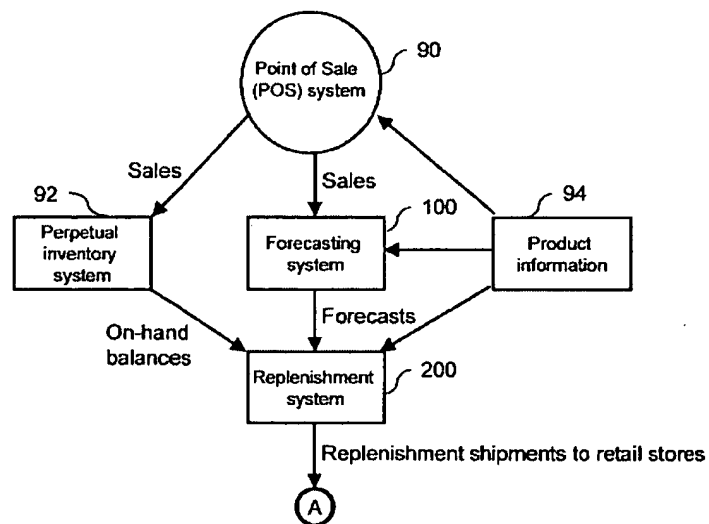 Point of Sale
(POS) system
90
Sales
Sales
92
100
94
Perpetual
inventory
system
Forecasting
system
Product
information
On-hand
balances
Forecasts
Replenishment
system
200
Replenishment shipments to retail stores
A